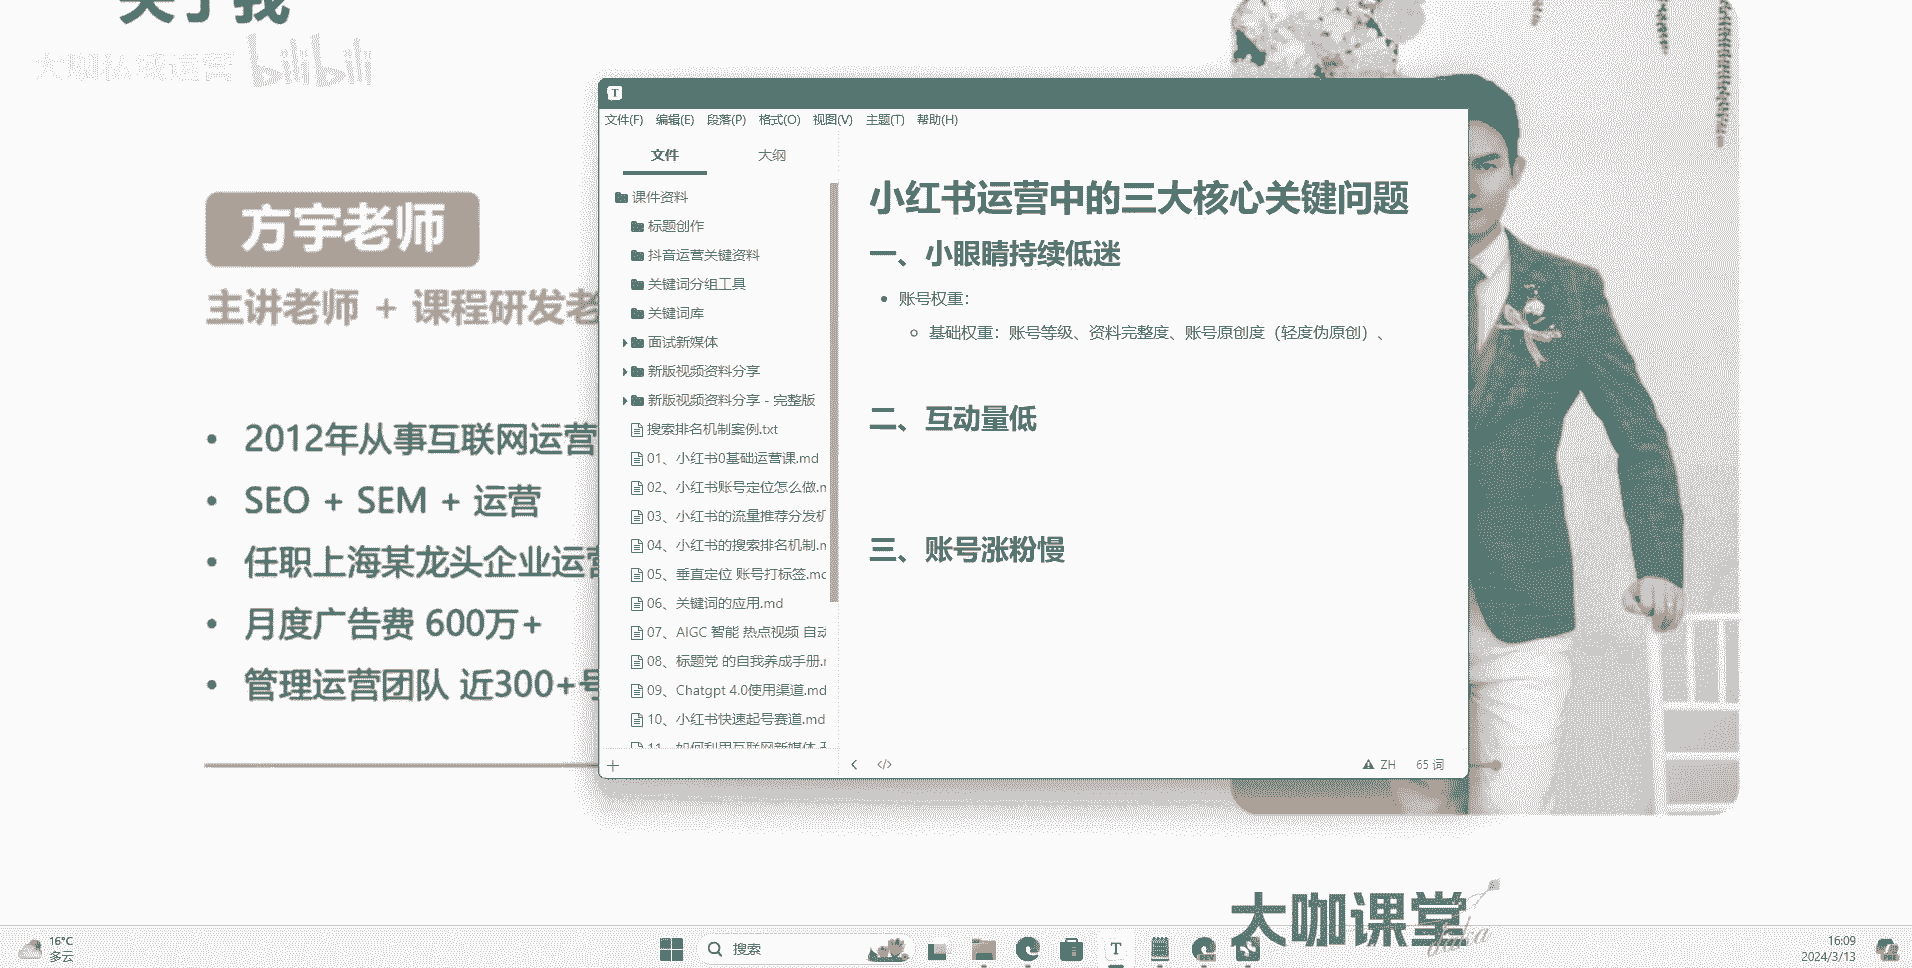 关于我
大咖私域运营 bilibili
方宇老师
主讲老师 + 课程研发老
2012年从事互联网运营
SEO + SEM + 运营
任职上海某龙头企业运营
月度广告费 600万+
管理运营团队 近300+号
T
文件(F) 编辑(E) 段落(P) 格式(O) 视图(V) 主题(T) 帮助(H)
文件 大纲
课件资料
标题创作
抖音运营关键资料
关键词分组工具
关键词库
面试新媒体
新版视频资料分享
新版视频资料分享 - 完整版
搜索排名机制案例.txt
01、小红书0基础运营课.md
02、小红书账号定位怎么做.m
03、小红书的流量推荐分发机
04、小红书的搜索排名机制.m
05、垂直定位 账号打标签.md
06、关键词的应用.md
07、AIGC 智能 热点视频 自动
08、标题党 的自我养成手册.m
09、Chatgpt 4.0使用渠道.md
10、小红书快速起号赛道.md
11、如何利用互联网新媒体
小红书运营中的三大核心关键问题
一、小眼睛持续低迷
账号权重：
基础权重：账号等级、资料完整度、账号原创度（轻度伪原创）、
二、互动量低
三、账号涨粉慢
ZH 65 词
大咖课堂
16°C
多云
搜索
T
DEV
16:09
2024/3/13
PRE